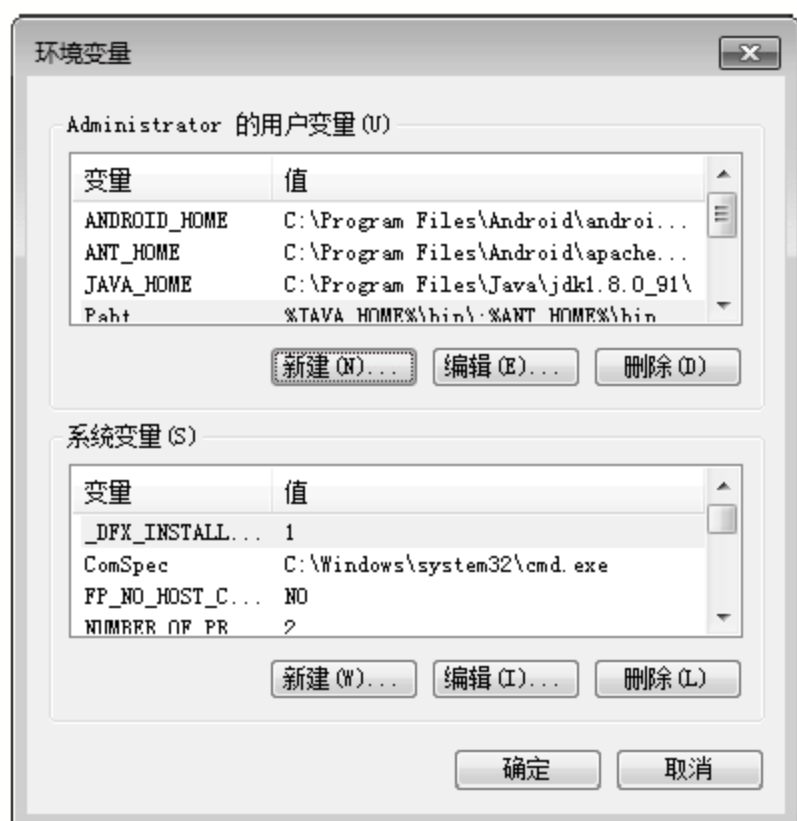 环境变量
Administrator 的用户变量(U)
变量 值
ANDROID_HOME C:\Program Files\Android\androi...
ANT_HOME C:\Program Files\Android\apache...
JAVA_HOME C:\Program Files\Java\jdk1.8.0_91\
Paht %JAVA_HOME%\bin\;%ANT_HOME%\bin
新建(N)... 编辑(E)... 删除(D)
系统变量(S)
变量 值
_DFX_INSTALL... 1
ComSpec C:\Windows\system32\cmd.exe
FP_NO_HOST_C... NO
NUMBER_OF_PR 2
新建(W)... 编辑(I)... 删除(L)
确定 取消